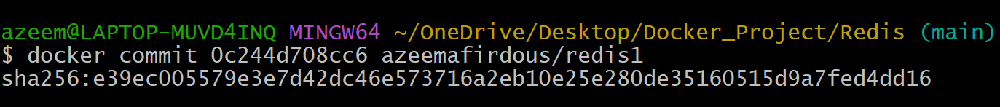 azeem@LAPTOP-MUVD4INQ MINGW64 ~/OneDrive/Desktop/Docker_Project/Redis (main)
$ docker commit 0c244d708cc6 azeemafirdous/redis1
sha256:e39ec005579e3e7d42dc46e573716a2eb10e25e280de35160515d9a7fed4dd16